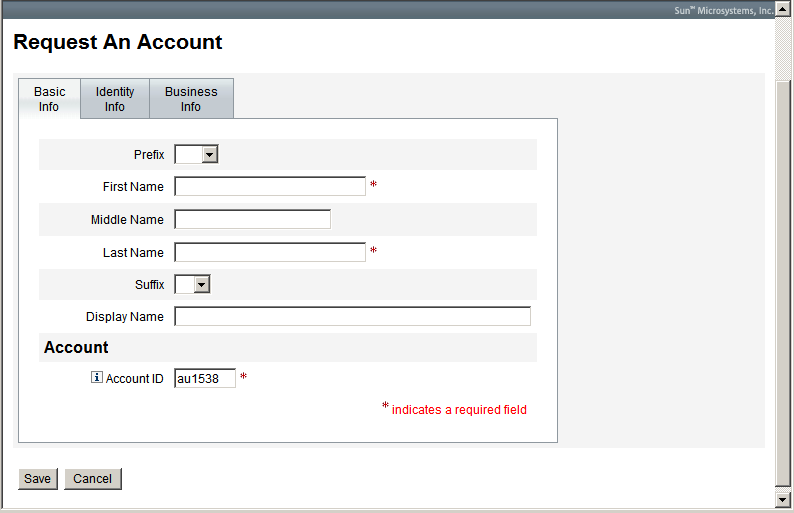 Sun™ Microsystems, Inc.
Request An Account
Basic Info
Identity Info
Business Info
Prefix
First Name *
Middle Name
Last Name *
Suffix
Display Name
Account
i Account ID au1538 *
* indicates a required field
Save Cancel